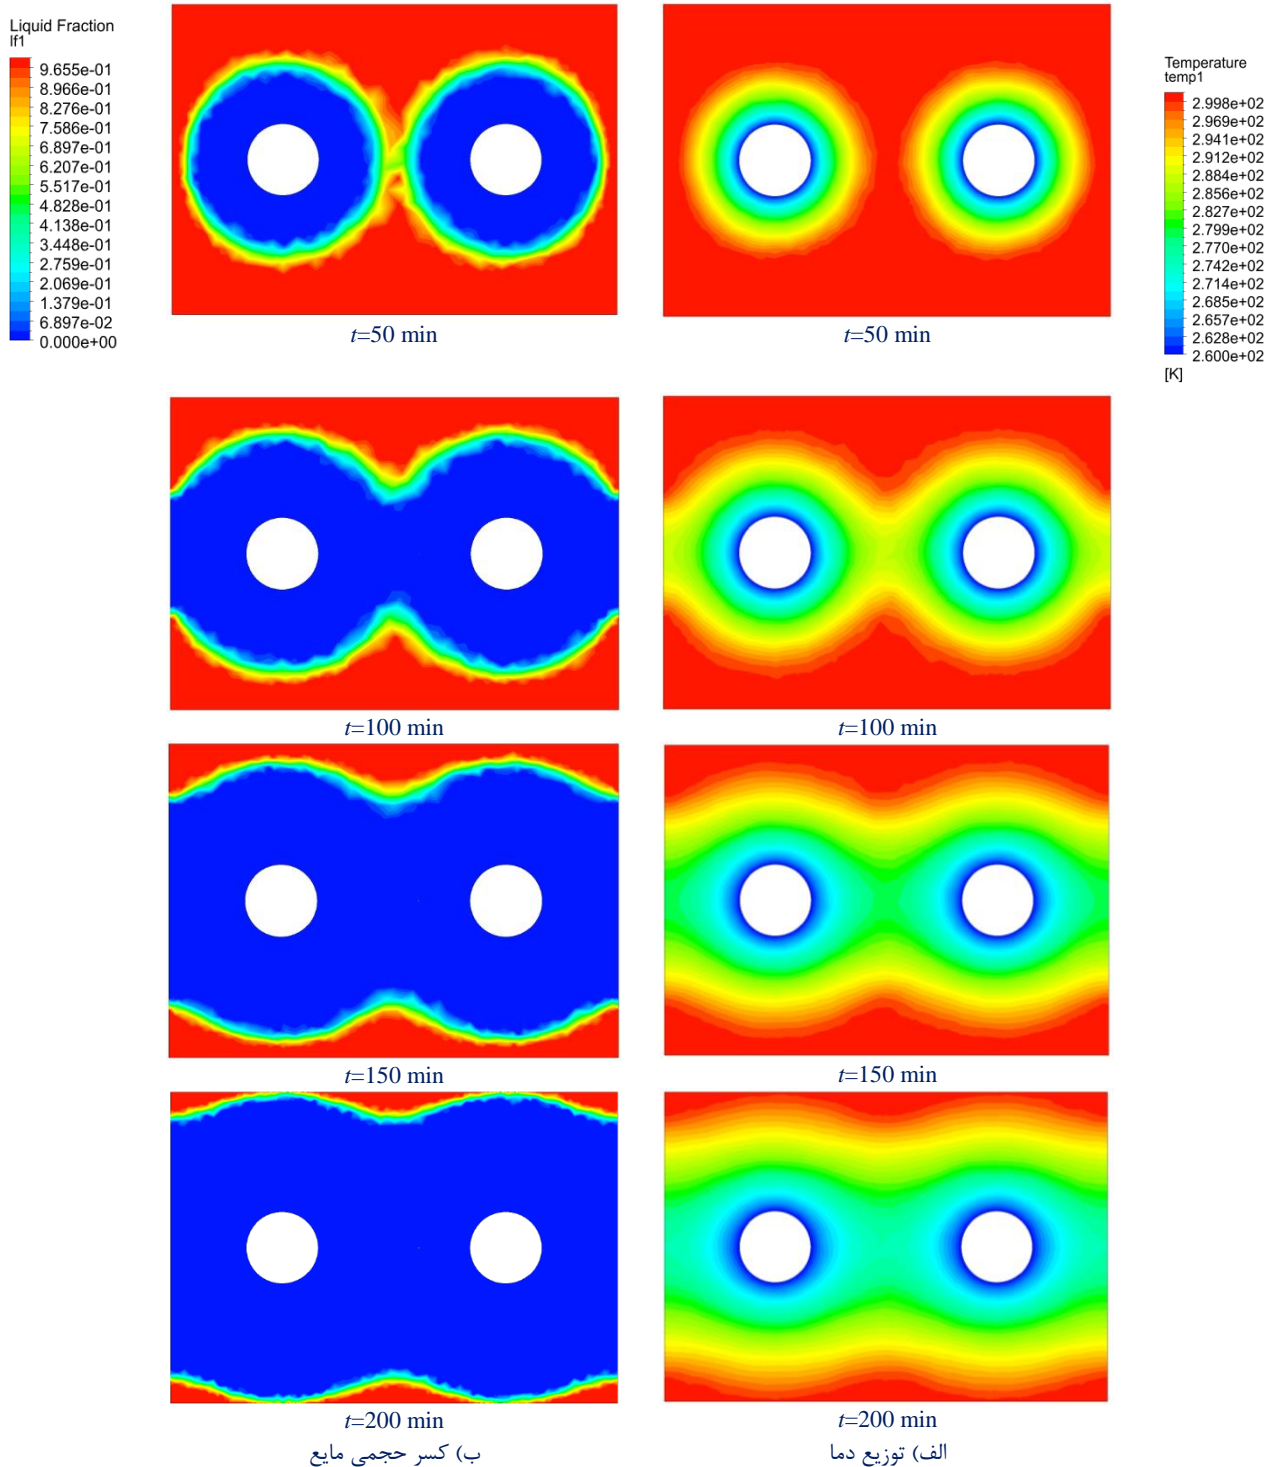 Liquid Fraction
lf1
9.655e-01
8.966e-01
8.276e-01
7.586e-01
6.897e-01
6.207e-01
5.517e-01
4.828e-01
4.138e-01
3.448e-01
2.759e-01
2.069e-01
1.379e-01
6.897e-02
0.000e+00
Temperature
temp1
2.998e+02
2.969e+02
2.941e+02
2.912e+02
2.884e+02
2.856e+02
2.827e+02
2.799e+02
2.770e+02
2.742e+02
2.714e+02
2.685e+02
2.657e+02
2.628e+02
2.600e+02
[K]
t=50 min
t=50 min
t=100 min
t=100 min
t=150 min
t=150 min
t=200 min
t=200 min
الف) توزیع دما
ب) کسر حجمی مایع